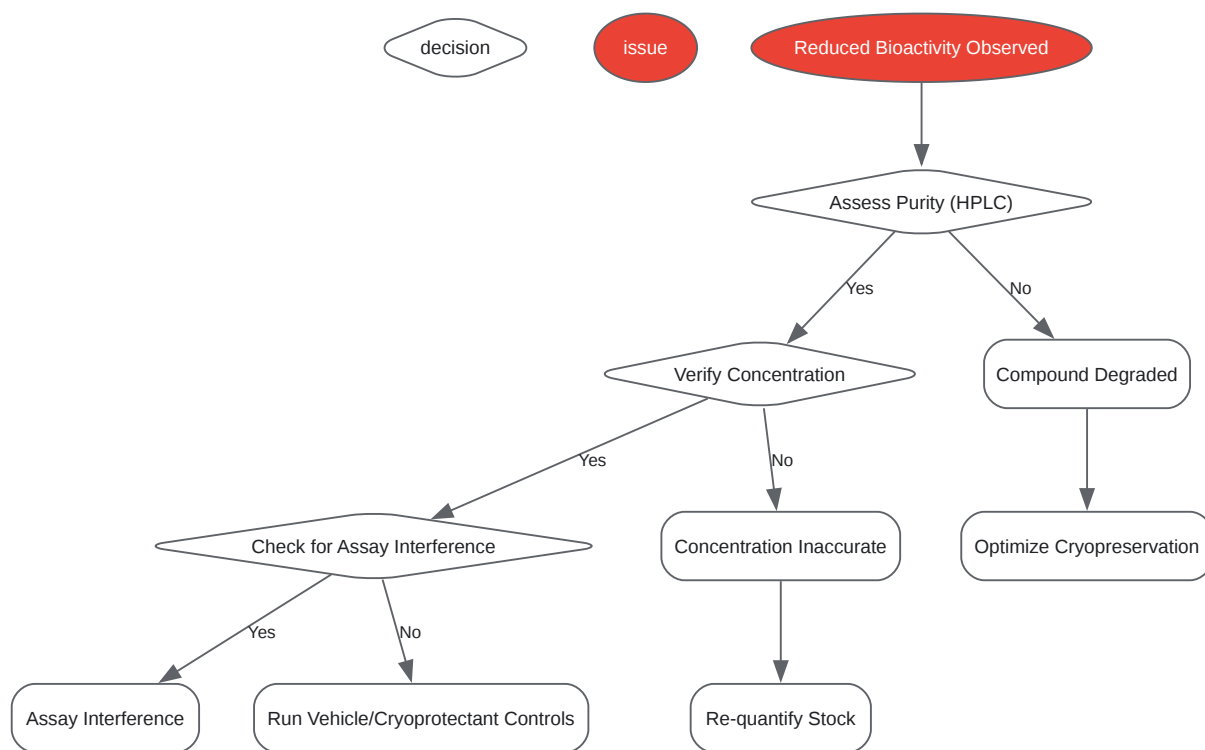 decision
issue
Reduced Bioactivity Observed
Assess Purity (HPLC)
Yes
No
Verify Concentration
Compound Degraded
Yes
No
Check for Assay Interference
Concentration Inaccurate
Optimize Cryopreservation
Yes
No
Assay Interference
Run Vehicle/Cryoprotectant Controls
Re-quantify Stock